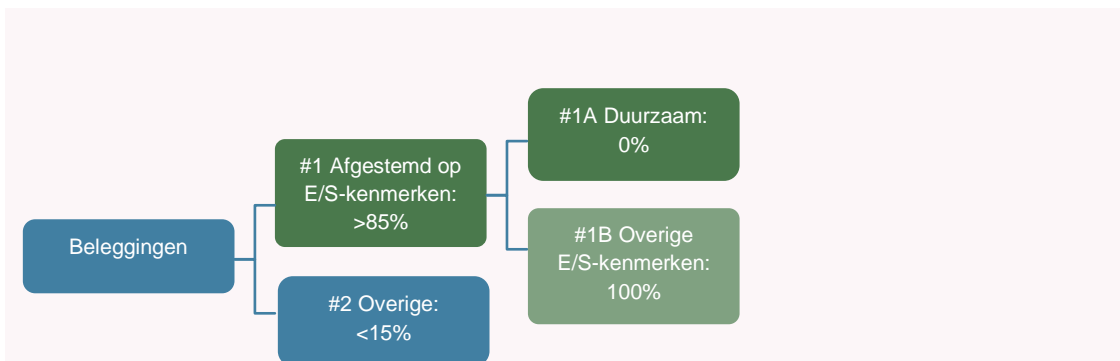 Beleggingen
#1 Afgestemd op
E/S-kenmerken:
>85%
#2 Overige:
<15%
#1A Duurzaam:
0%
#1B Overige
E/S-kenmerken:
100%